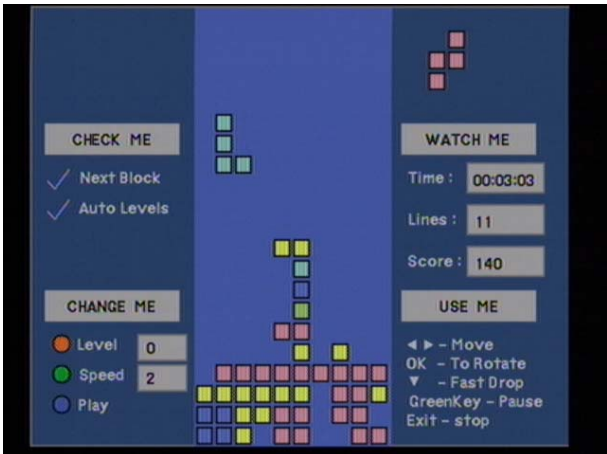 CHECK ME
Next Block
Auto Levels
CHANGE ME
Level 0
Speed 2
Play
WATCH ME
Time : 00:03:03
Lines : 11
Score : 140
USE ME
◄ ► - Move
OK - To Rotate
▼ - Fast Drop
GreenKey - Pause
Exit - stop